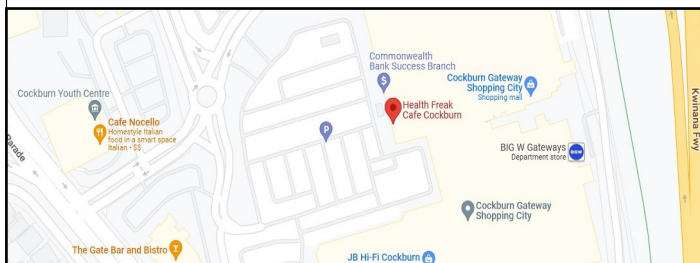 Commonwealth
Bank Success Branch
$
Cockburn Gateway
Shopping City
Shopping mall
Cockburn Youth Centre
Health Freak
Cafe Cockburn
Kwinana Fwy
Cafe Nocello
Homestyle Italian
food in a smart space
Italian • $$
P
Parade
BIG W Gateways
Department store
BIG W
Cockburn Gateway
Shopping City
The Gate Bar and Bistro
JB Hi-Fi Cockburn